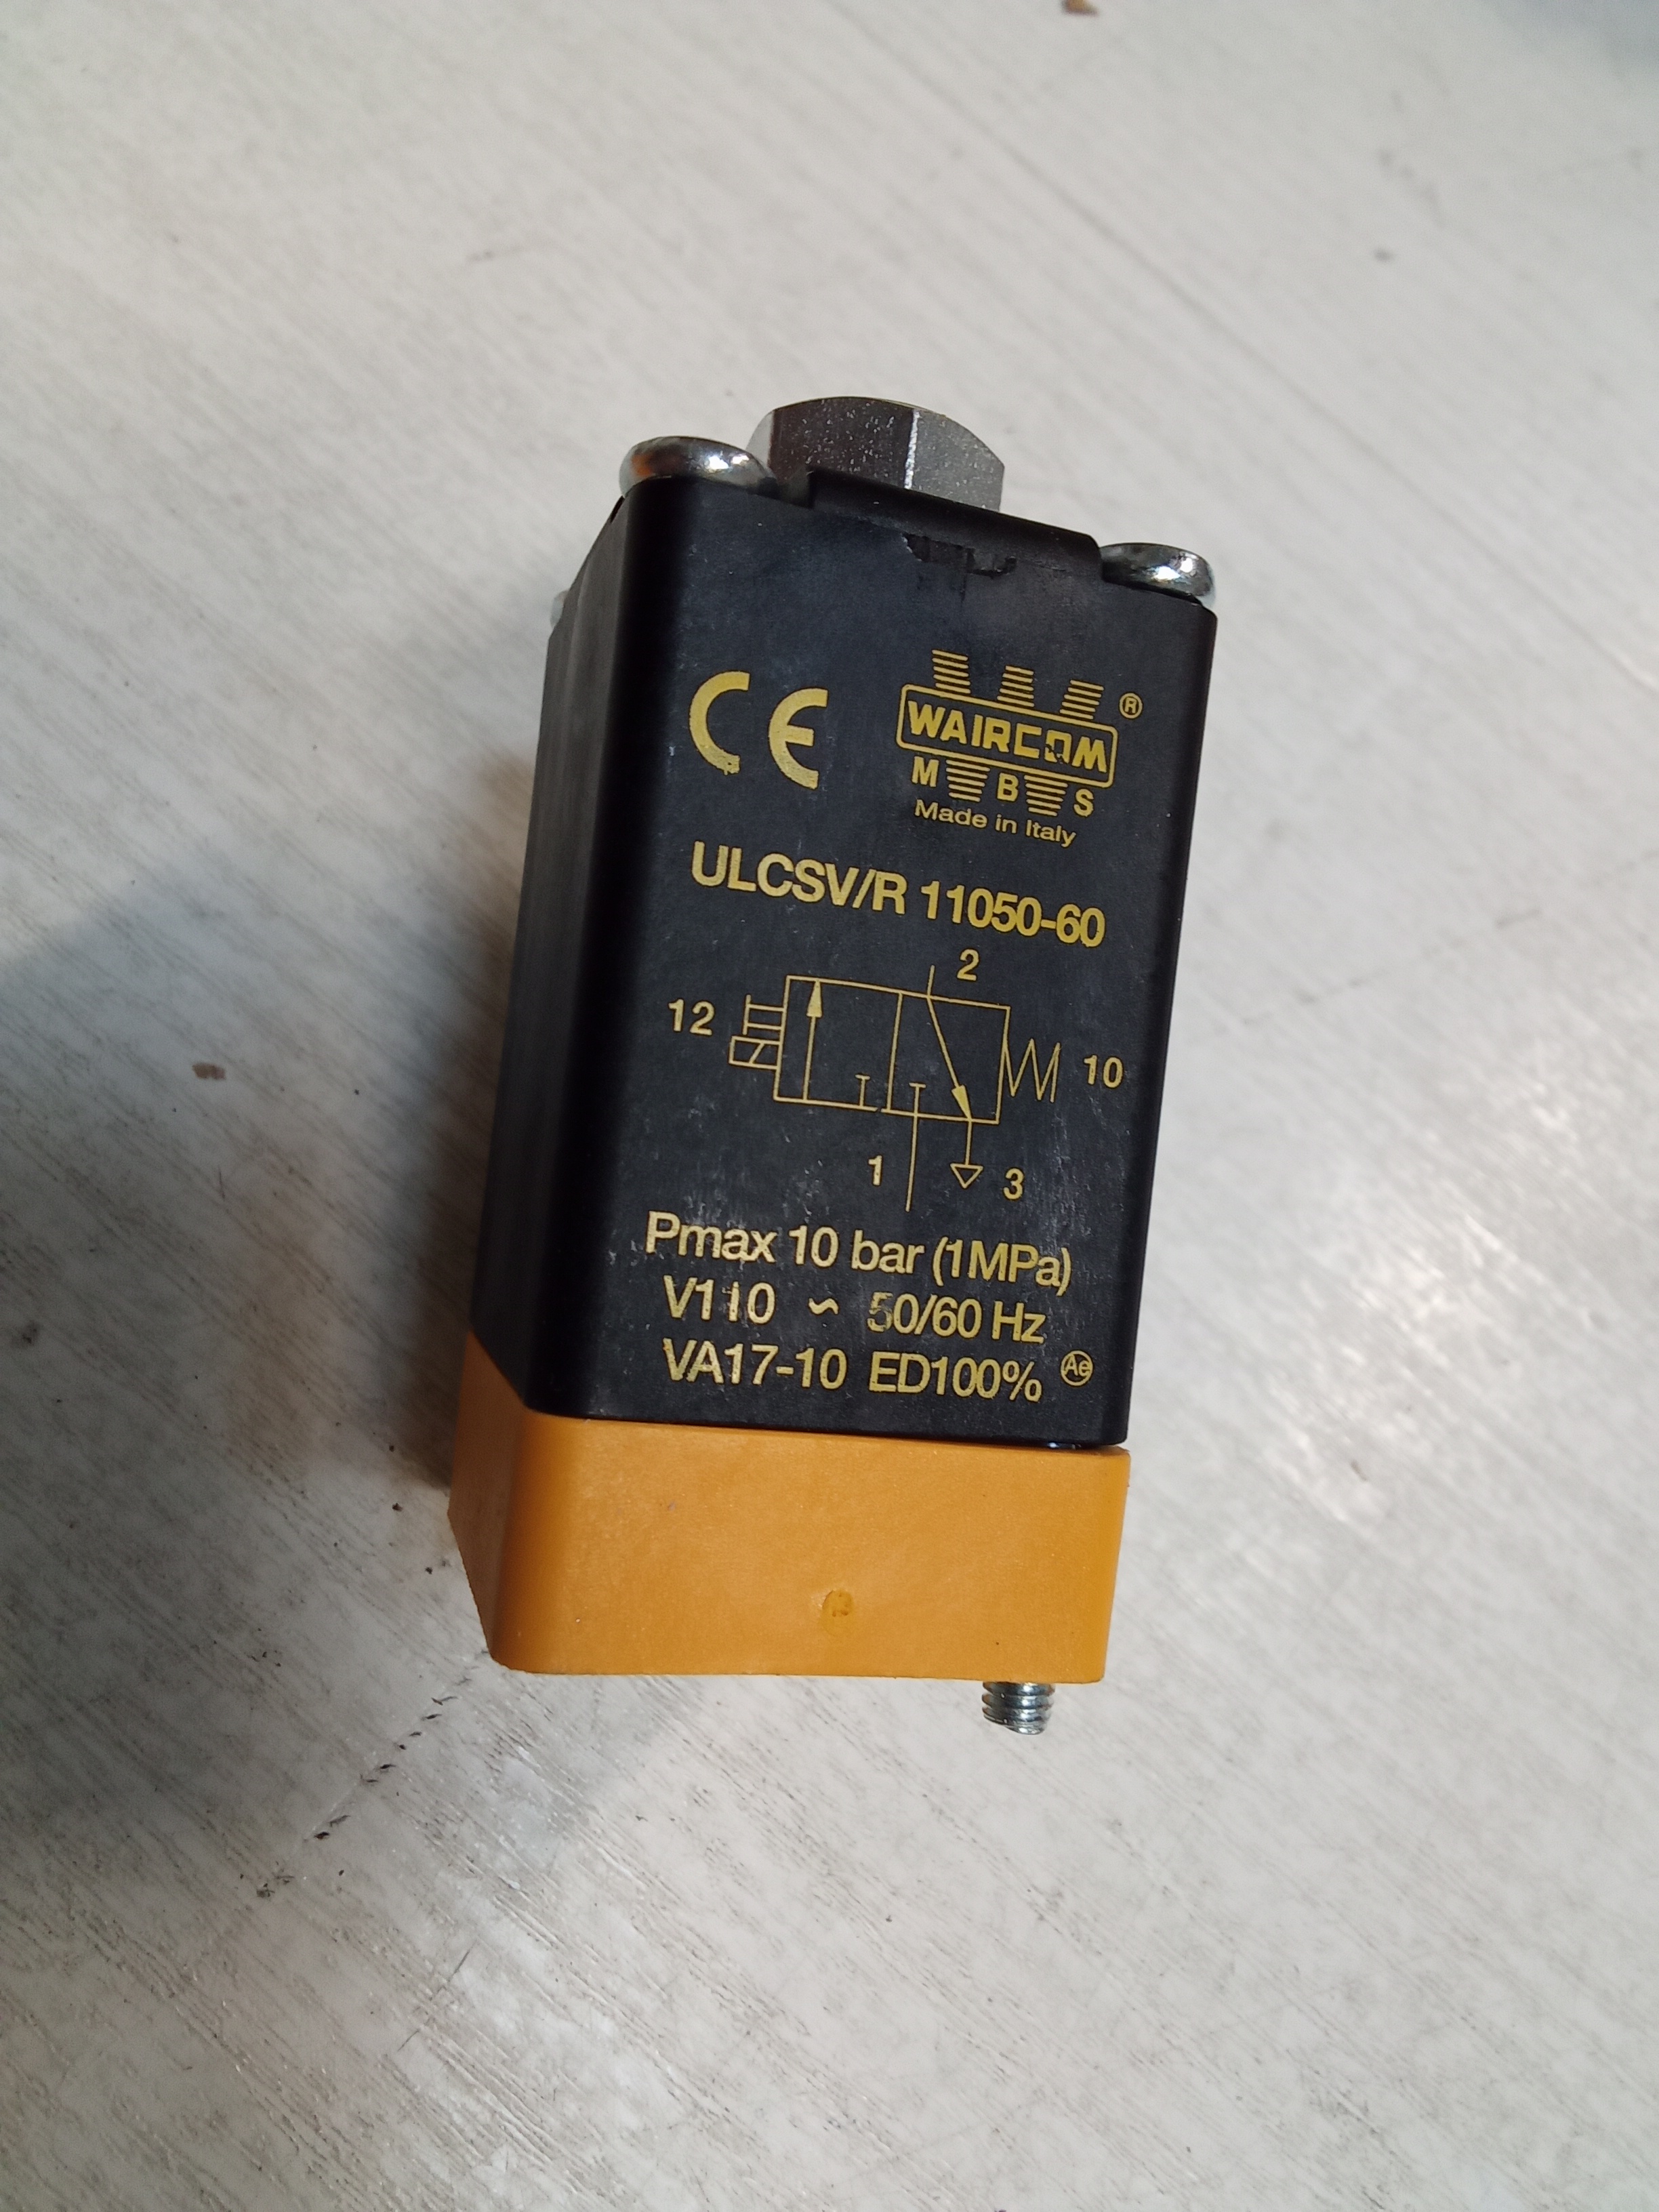 CE
WAIRCOM ®
M B S
Made in Italy
ULCSV/R 11050-60
2
12
10
1
3
Pmax 10 bar (1MPa)
V110 ~ 50/60 Hz
VA17-10 ED100% Ae